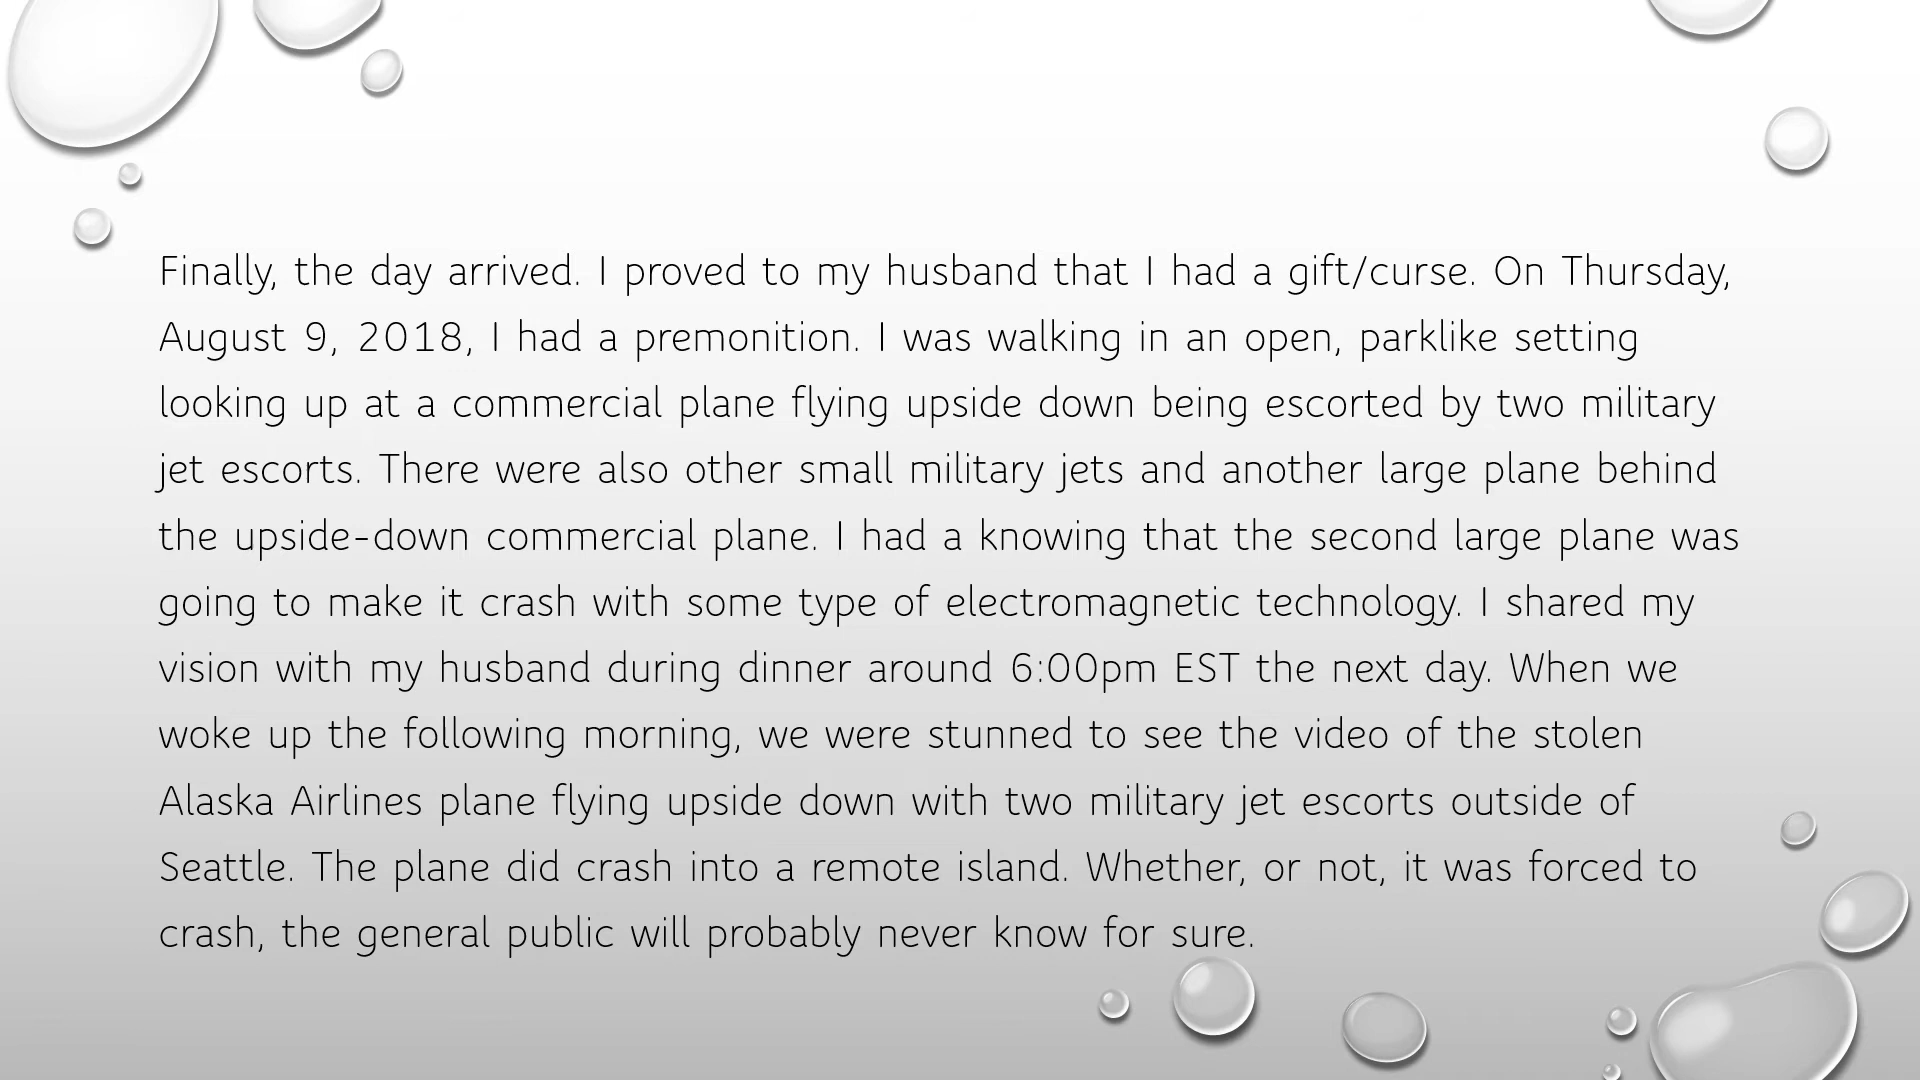 Finally, the day arrived. I proved to my husband that I had a gift/curse. On Thursday,
August 9, 2018, I had a premonition. I was walking in an open, parklike setting
looking up at a commercial plane flying upside down being escorted by two military
jet escorts. There were also other small military jets and another large plane behind
the upside-down commercial plane. I had a knowing that the second large plane was
going to make it crash with some type of electromagnetic technology. I shared my
vision with my husband during dinner around 6:00pm EST the next day. When we
woke up the following morning, we were stunned to see the video of the stolen
Alaska Airlines plane flying upside down with two military jet escorts outside of
Seattle. The plane did crash into a remote island. Whether, or not, it was forced to
crash, the general public will probably never know for sure.